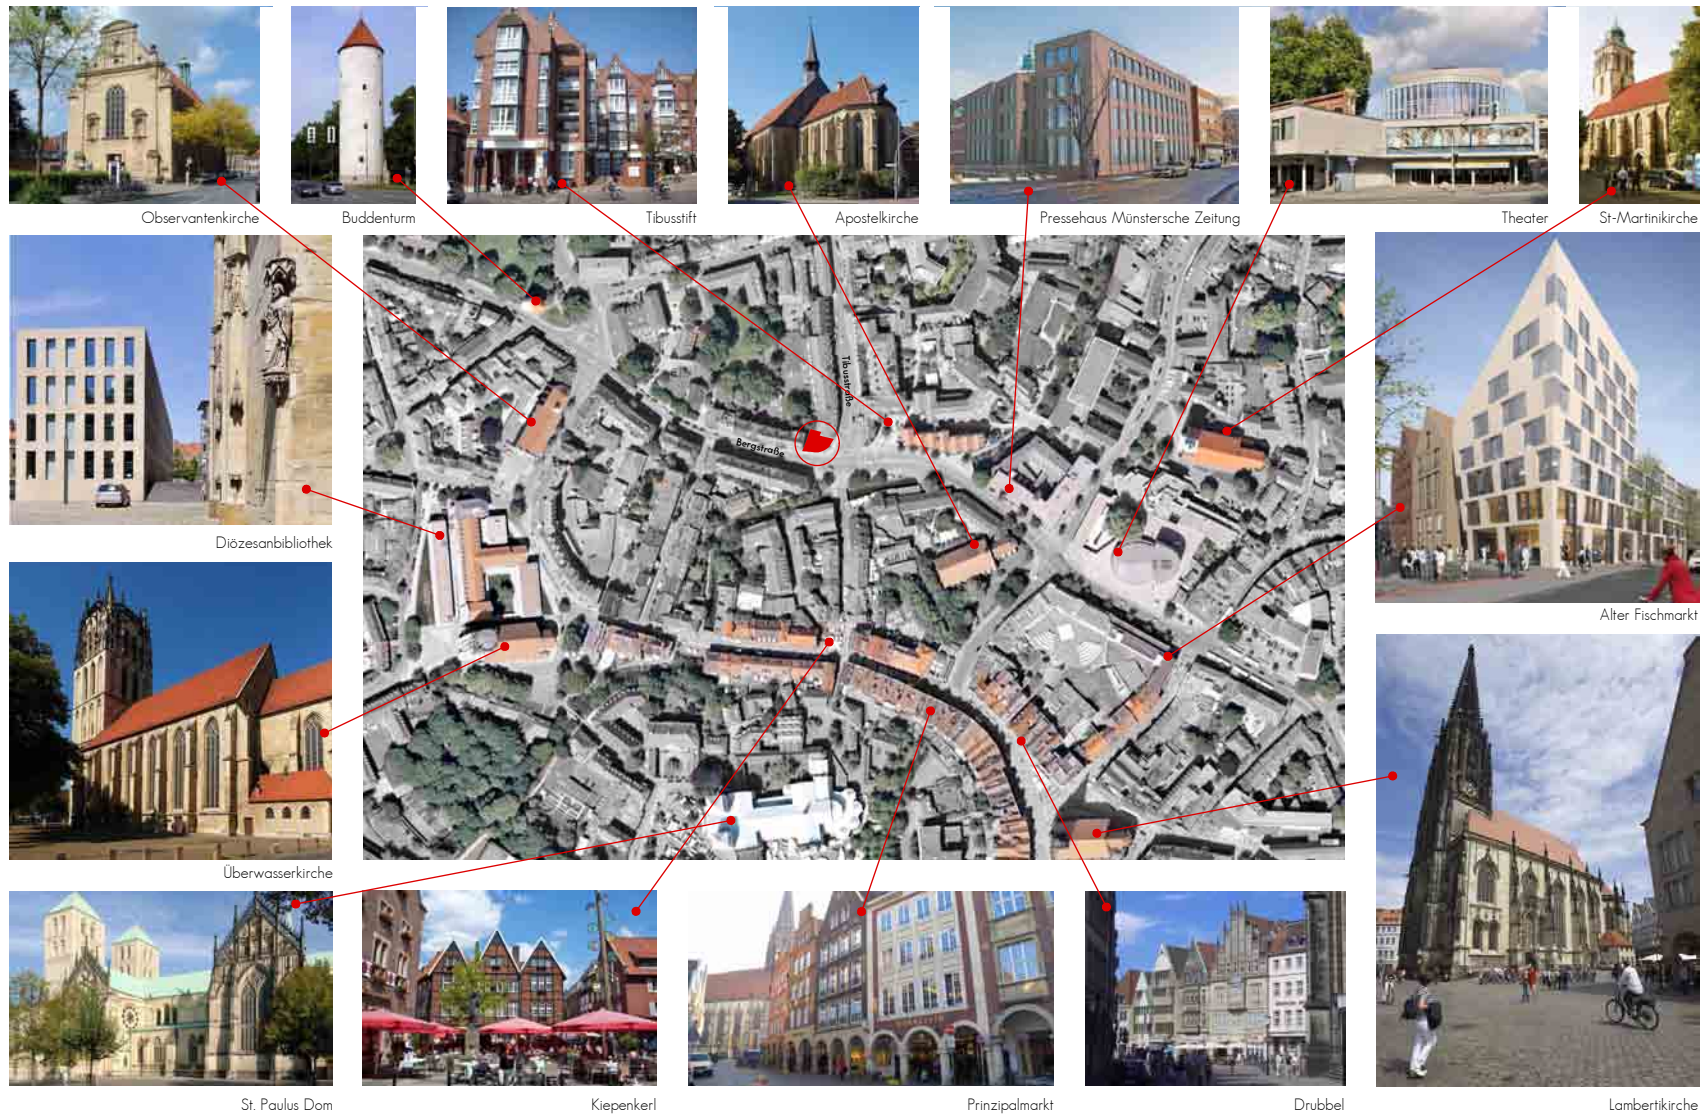 Observantenkirche
Buddenturm
Tibusstift
Apostelkirche
Pressehaus Münstersche Zeitung
Theater
St-Martinikirche
Diözesanbibliothek
Tibusstraße
Bergstraße
Alter Fischmarkt
Überwasserkirche
St. Paulus Dom
Kiepenkerl
Prinzipalmarkt
Drubbel
Lambertikirche